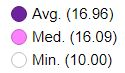 Avg. (16.96)
Med. (16.09)
Min. (10.00)